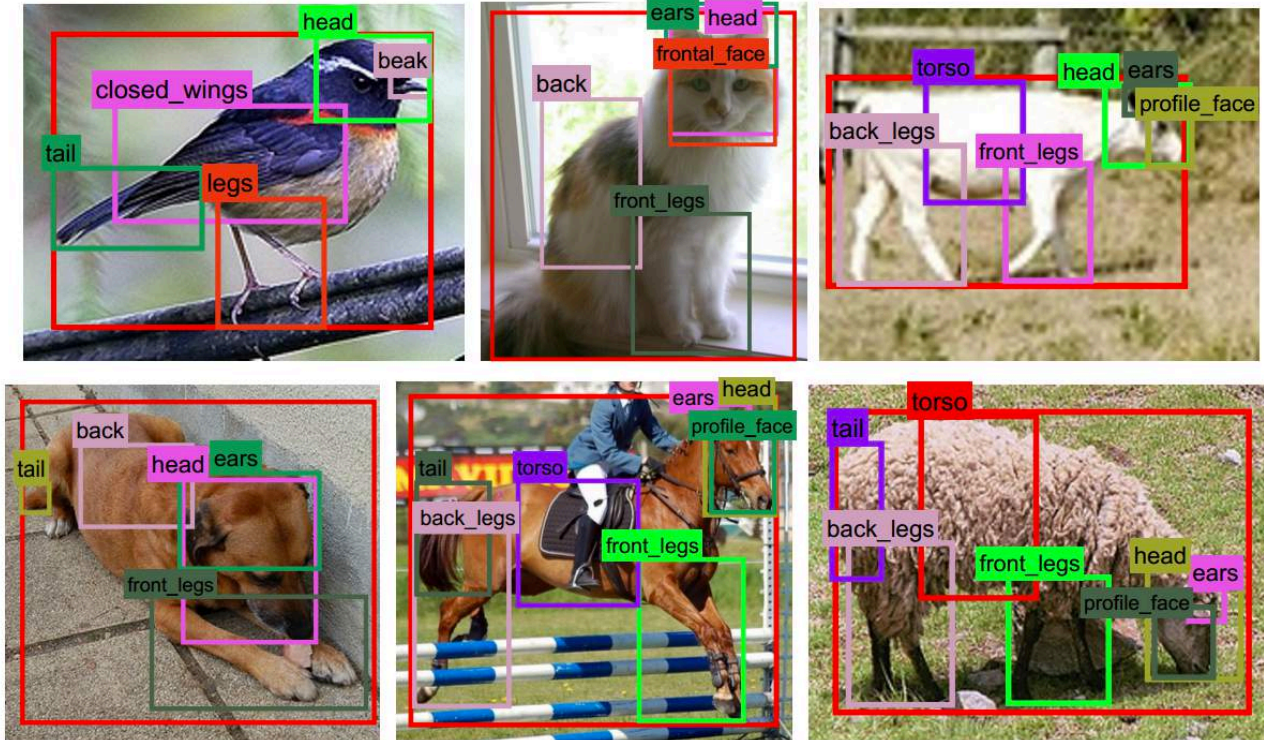 head
beak
closed_wings
tail
legs
ears
head
frontal_face
back
front_legs
torso
head
ears
profile_face
back_legs
front_legs
back
tail
head
ears
front_legs
ears
head
profile_face
tail
torso
back_legs
front_legs
torso
tail
back_legs
front_legs
head
ears
profile_face